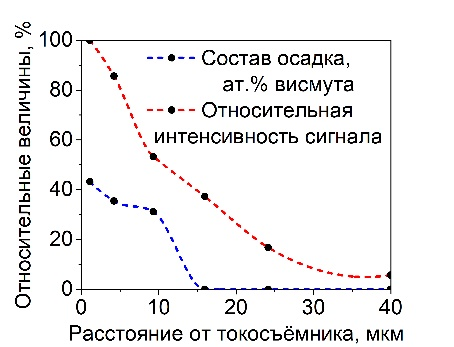 Относительные величины, %
100
80
60
40
20
0
Состав осадка,
ат.% висмута
Относительная
интенсивность сигнала
0 10 20 30 40
Расстояние от токосъёмника, мкм